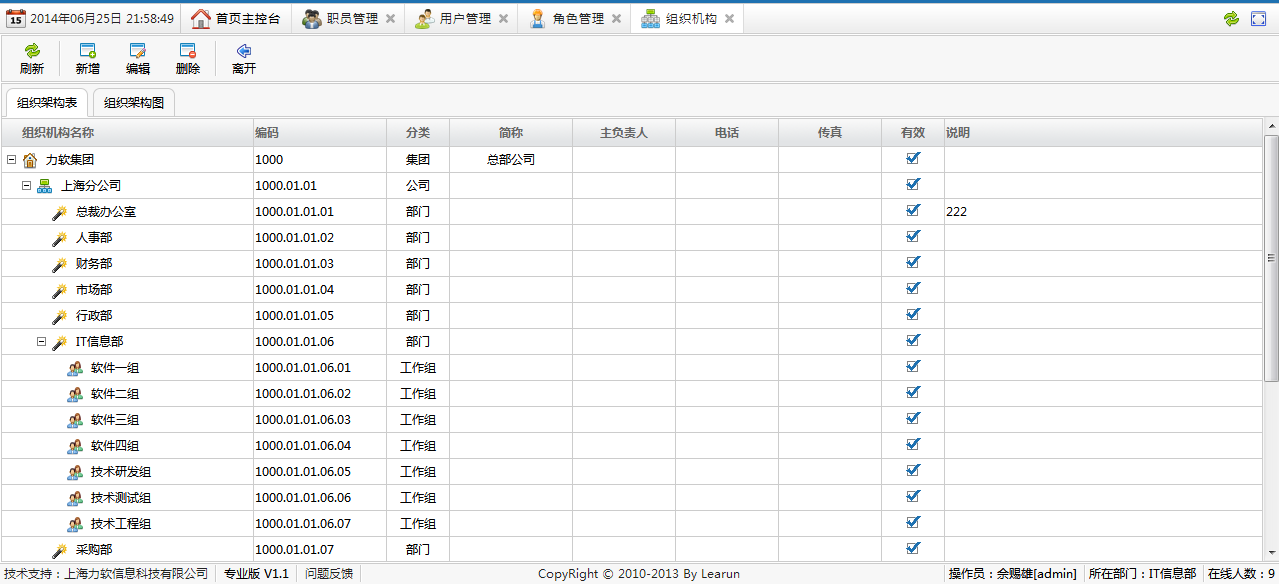 15 2014年06月25日 21:58:49 首页主控台 职员管理 用户管理 角色管理 组织机构
刷新 新增 编辑 删除 离开
组织架构表 组织架构图
组织机构名称 编码 分类 简称 主负责人 电话 传真 有效 说明
力软集团 1000 集团 总部公司
上海分公司 1000.01.01 公司
总裁办公室 1000.01.01.01 部门 222
人事部 1000.01.01.02 部门
财务部 1000.01.01.03 部门
市场部 1000.01.01.04 部门
行政部 1000.01.01.05 部门
IT信息部 1000.01.01.06 部门
软件一组 1000.01.01.06.01 工作组
软件二组 1000.01.01.06.02 工作组
软件三组 1000.01.01.06.03 工作组
软件四组 1000.01.01.06.04 工作组
技术研发组 1000.01.01.06.05 工作组
技术测试组 1000.01.01.06.06 工作组
技术工程组 1000.01.01.06.07 工作组
采购部 1000.01.01.07 部门
技术支持：上海力软信息科技有限公司 专业版 V1.1 问题反馈 CopyRight © 2010-2013 By Learun 操作员：佘赐雄[admin] 所在部门：IT信息部 在线人数：9